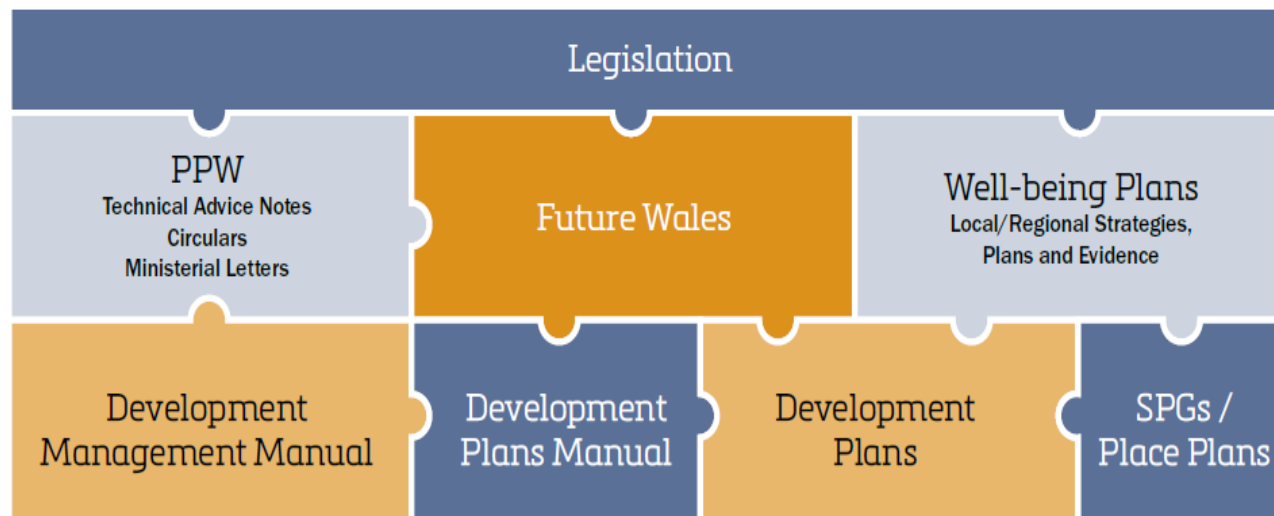 Legislation
PPW
Technical Advice Notes
Circulars
Ministerial Letters
Future Wales
Well-being Plans
Local/Regional Strategies,
Plans and Evidence
Development
Management Manual
Development
Plans Manual
Development
Plans
SPGs /
Place Plans